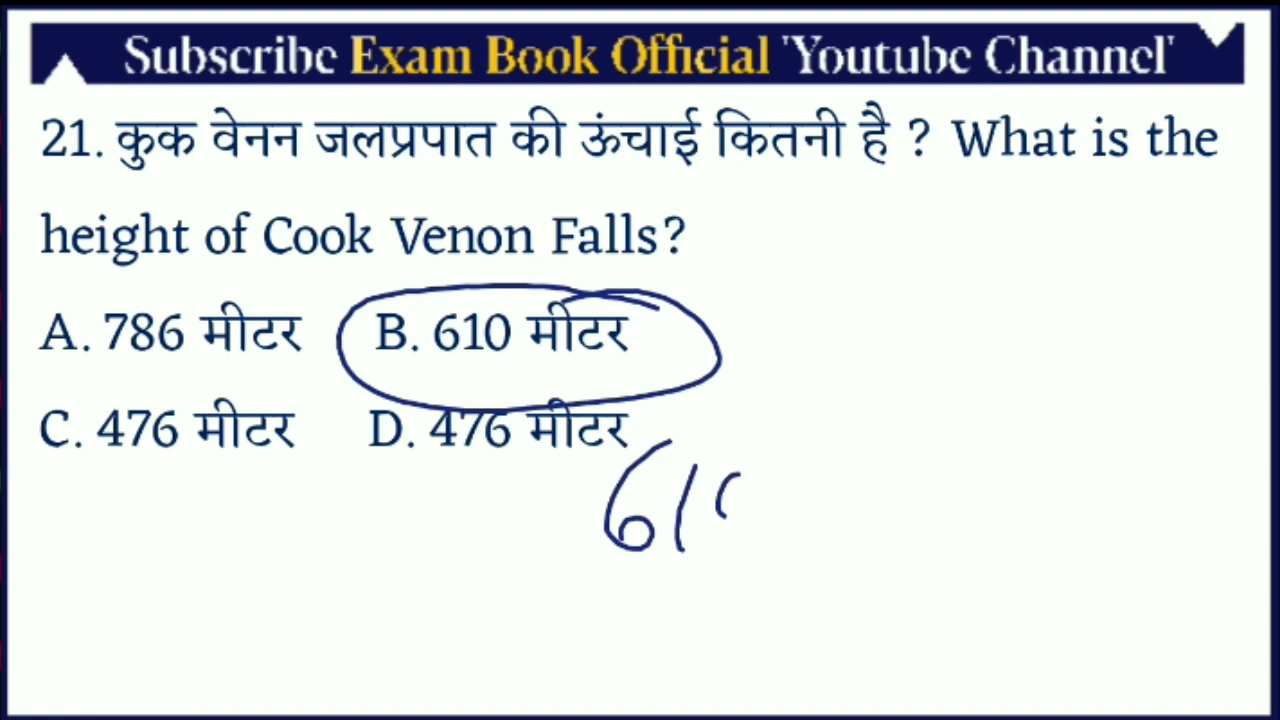 Subscribe Exam Book Official 'Youtube Channel'
21. कुक वेनन जलप्रपात की ऊंचाई कितनी है ? What is the
height of Cook Venon Falls?
A. 786 मीटर B. 610 मीटर
C. 476 मीटर D. 476 मीटर